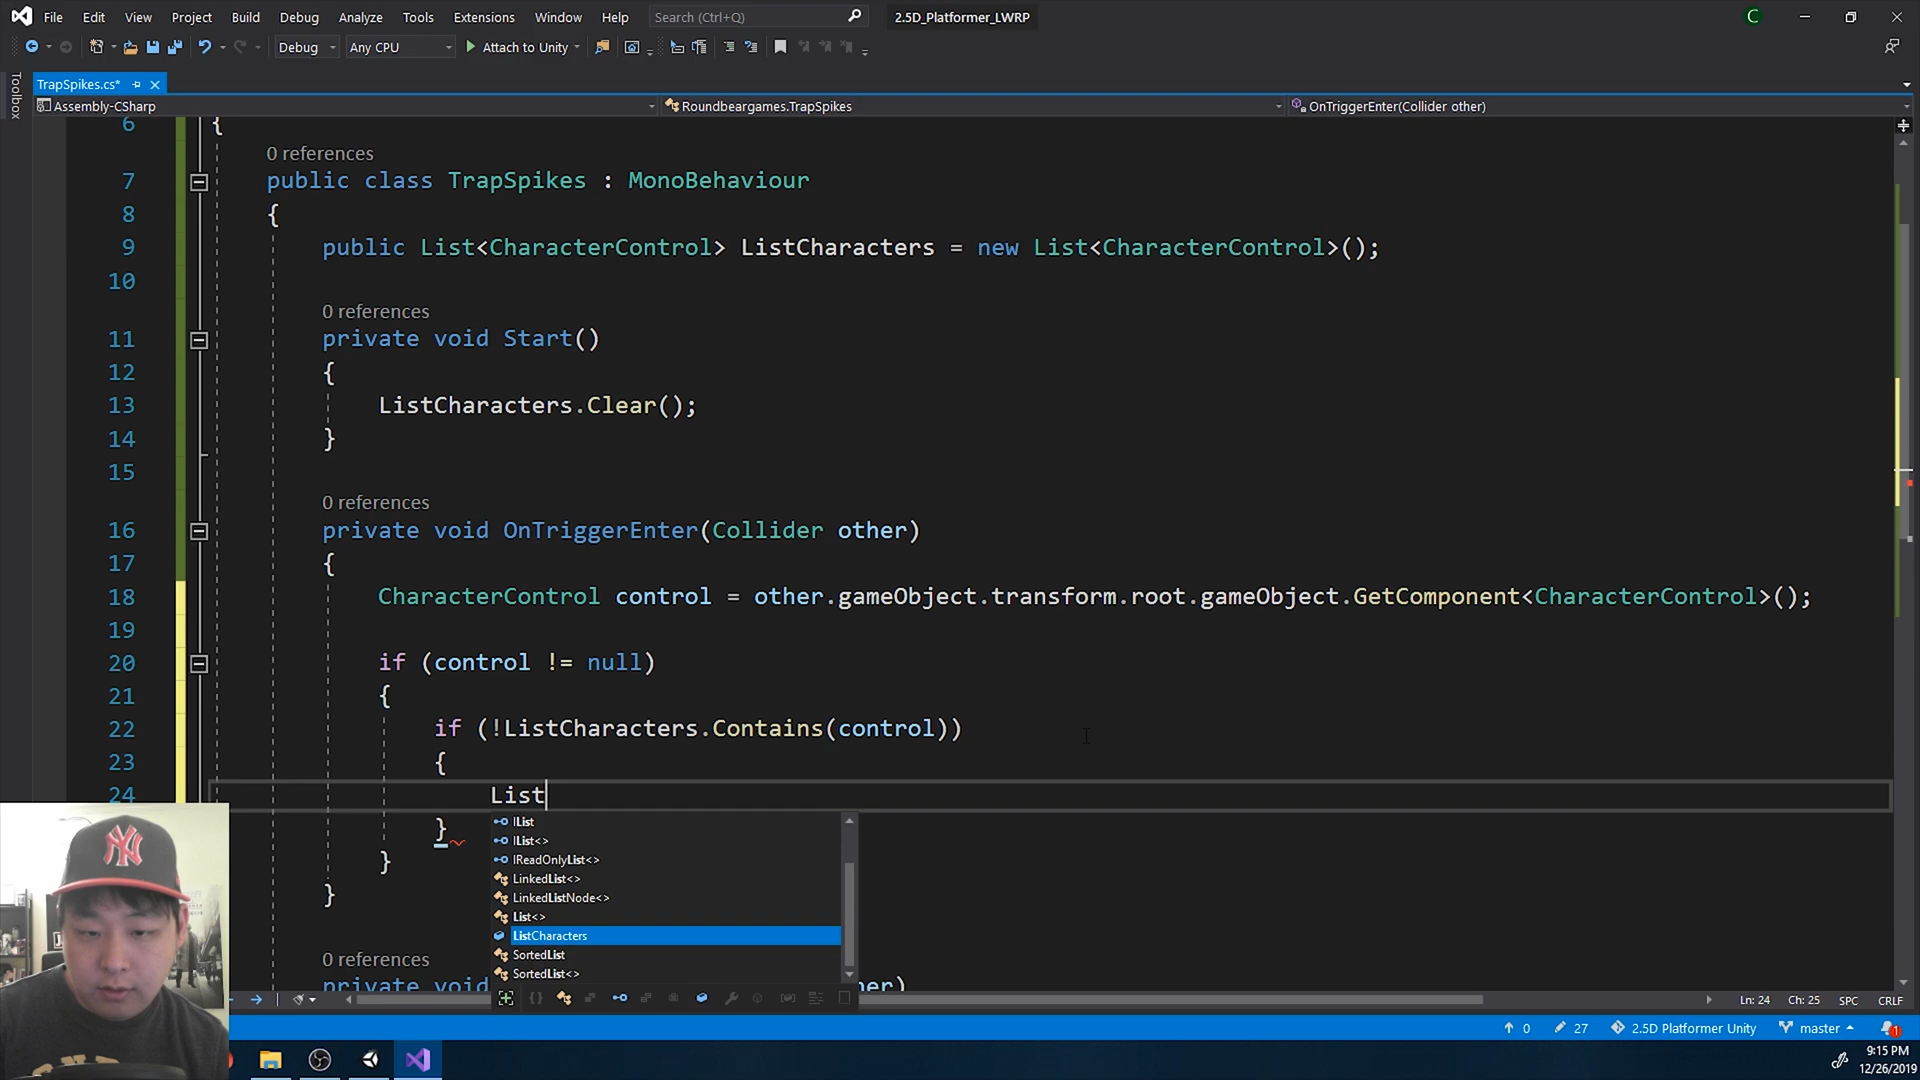 File Edit View Project Build Debug Analyze Tools Extensions Window Help Search (Ctrl+Q) 2.5D_Platformer_LWRP C
Debug Any CPU Attach to Unity
Toolbox
TrapSpikes.cs*
Assembly-CSharp Roundbeargames.TrapSpikes OnTriggerEnter(Collider other)
6 {
0 references
7 public class TrapSpikes : MonoBehaviour
8 {
9 public List<CharacterControl> ListCharacters = new List<CharacterControl>();
10
0 references
11 private void Start()
12 {
13 ListCharacters.Clear();
14 }
15
0 references
16 private void OnTriggerEnter(Collider other)
17 {
18 CharacterControl control = other.gameObject.transform.root.gameObject.GetComponent<CharacterControl>();
19
20 if (control != null)
21 {
22 if (!ListCharacters.Contains(control))
23 {
24 List
}
}
}
IList
IList<>
IReadOnlyList<>
LinkedList<>
LinkedListNode<>
List<>
ListCharacters
SortedList
SortedList<>
0 references
private void her)
Ln: 24 Ch: 25 SPC CRLF
0 27 2.5D Platformer Unity master 1
9:15 PM
12/26/2019